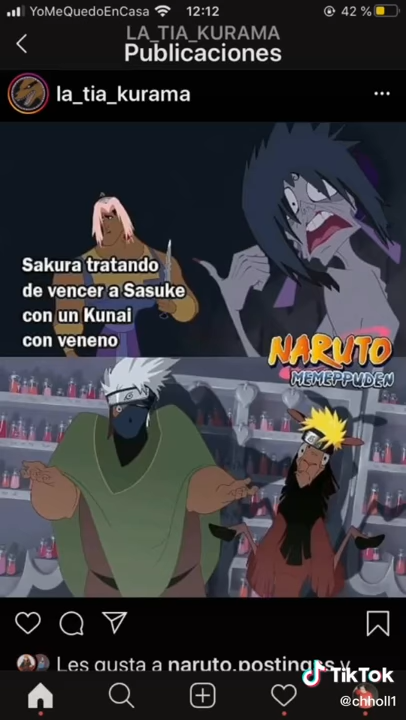 YoMeQuedoEnCasa 12:12 42 %
LA_TIA_KURAMA
Publicaciones
la_tia_kurama
Sakura tratando
de vencer a Sasuke
con un Kunai
con veneno
NARUTO
MEMEPPUDEN
Les gusta a naruto.posting
TikTok
@chholl1